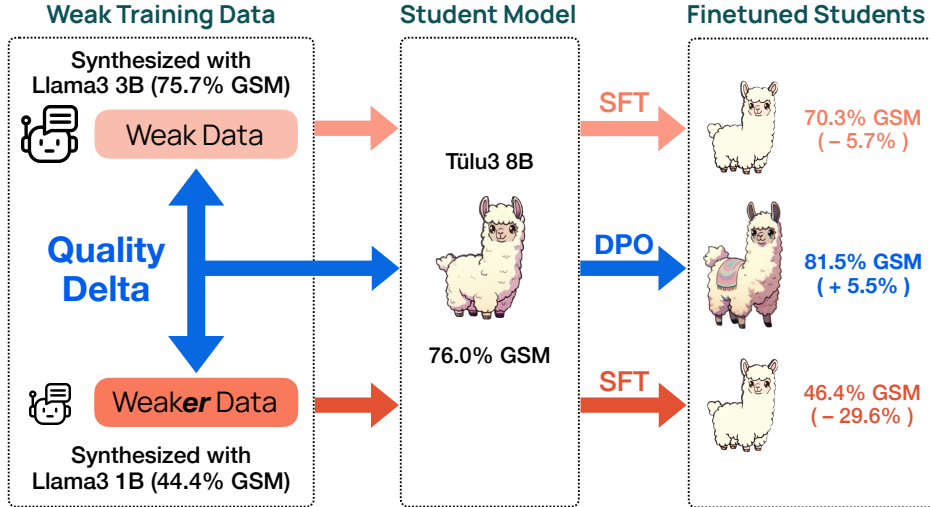 Weak Training Data
Student Model
Finetuned Students
Synthesized with
Llama3 3B (75.7% GSM)
Weak Data
Quality
Delta
Weaker Data
Synthesized with
Llama3 1B (44.4% GSM)
Tülu3 8B
76.0% GSM
SFT
DPO
SFT
70.3% GSM
( – 5.7% )
81.5% GSM
( + 5.5% )
46.4% GSM
( – 29.6% )